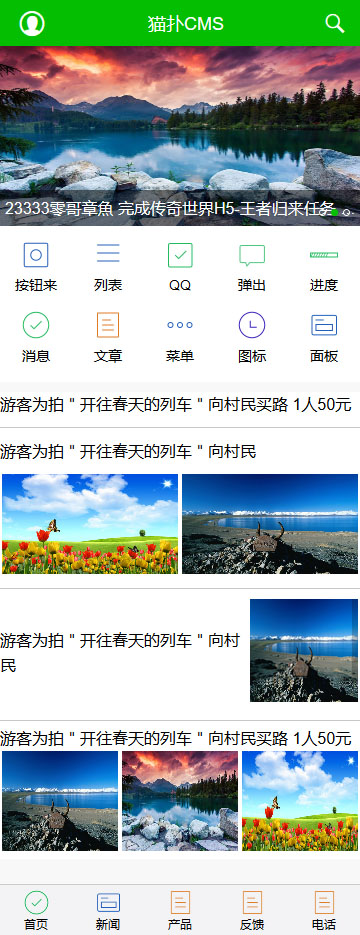 猫扑CMS
23333零哥章魚 完成传奇世界H5-王者归来任务
按钮来 列表 QQ 弹出 进度
消息 文章 菜单 图标 面板
游客为拍＂开往春天的列车＂向村民买路 1人50元
游客为拍＂开往春天的列车＂向村民
游客为拍＂开往春天的列车＂向村
民
游客为拍＂开往春天的列车＂向村民买路 1人50元
首页 新闻 产品 反馈 电话